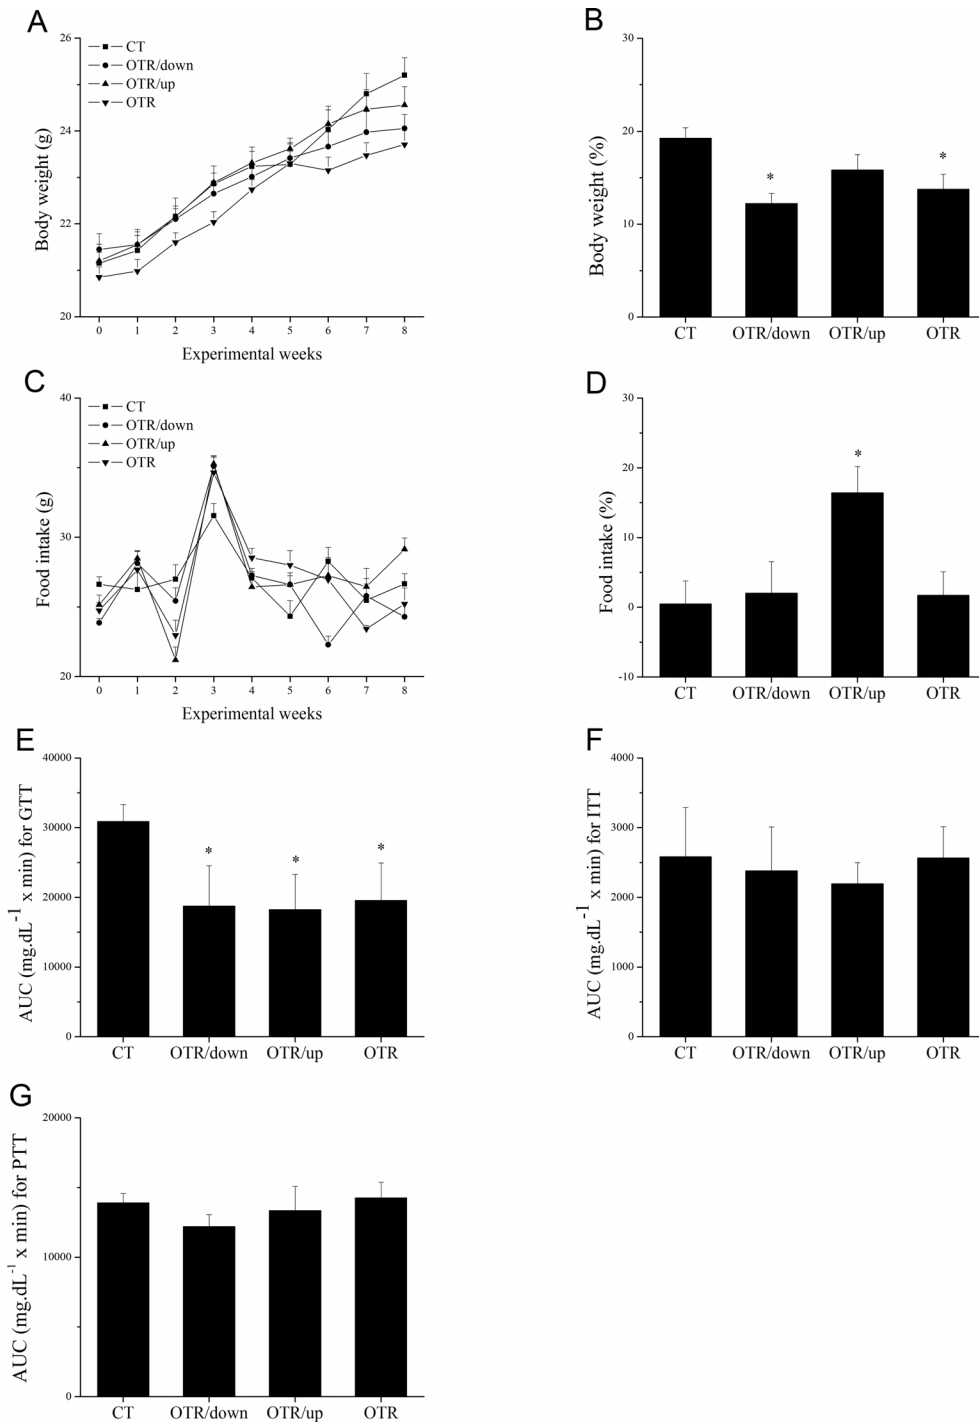 A
26
24
22
20
Body weight (g)
CT
OTR/down
OTR/up
OTR
0 1 2 3 4 5 6 7 8
Experimental weeks
B
30
20
10
0
Body weight (%)
* *
CT OTR/down OTR/up OTR
C
40
30
20
Food intake (g)
CT
OTR/down
OTR/up
OTR
0 1 2 3 4 5 6 7 8
Experimental weeks
D
30
20
10
0
-10
Food intake (%)
*
CT OTR/down OTR/up OTR
E
40000
30000
20000
10000
0
AUC (mg.dL⁻¹ x min) for GTT
* * *
CT OTR/down OTR/up OTR
F
4000
3000
2000
1000
0
AUC (mg.dL⁻¹ x min) for ITT
CT OTR/down OTR/up OTR
G
20000
10000
0
AUC (mg.dL⁻¹ x min) for PTT
CT OTR/down OTR/up OTR